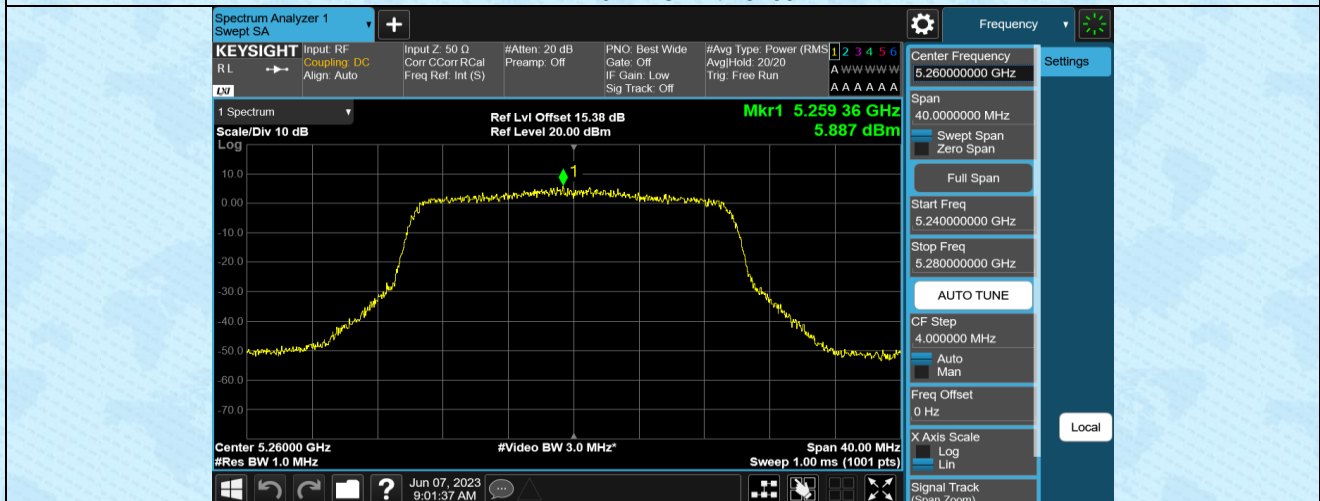 Spectrum Analyzer 1
Swept SA
Frequency
KEYSIGHT
R L
LXI
Input: RF
Coupling: DC
Align: Auto
Input Z: 50 Ω
Corr CCorr RCal
Freq Ref: Int (S)
#Atten: 20 dB
Preamp: Off
PNO: Best Wide
Gate: Off
IF Gain: Low
Sig Track: Off
#Avg Type: Power (RMS
Avg|Hold: 20/20
Trig: Free Run
1 2 3 4 5 6
A W W W W W
A A A A A A
1 Spectrum
Scale/Div 10 dB
Log
Ref Lvl Offset 15.38 dB
Ref Level 20.00 dBm
Mkr1 5.259 36 GHz
5.887 dBm
1
10.0
0.00
-10.0
-20.0
-30.0
-40.0
-50.0
-60.0
-70.0
Center 5.26000 GHz
#Res BW 1.0 MHz
#Video BW 3.0 MHz*
Span 40.00 MHz
Sweep 1.00 ms (1001 pts)
?
Jun 07, 2023
9:01:37 AM
Center Frequency
5.260000000 GHz
Settings
Span
40.0000000 MHz
Swept Span
Zero Span
Full Span
Start Freq
5.240000000 GHz
Stop Freq
5.280000000 GHz
AUTO TUNE
CF Step
4.000000 MHz
Auto
Man
Freq Offset
0 Hz
X Axis Scale
Log
Lin
Local
Signal Track
(Span Zoom)